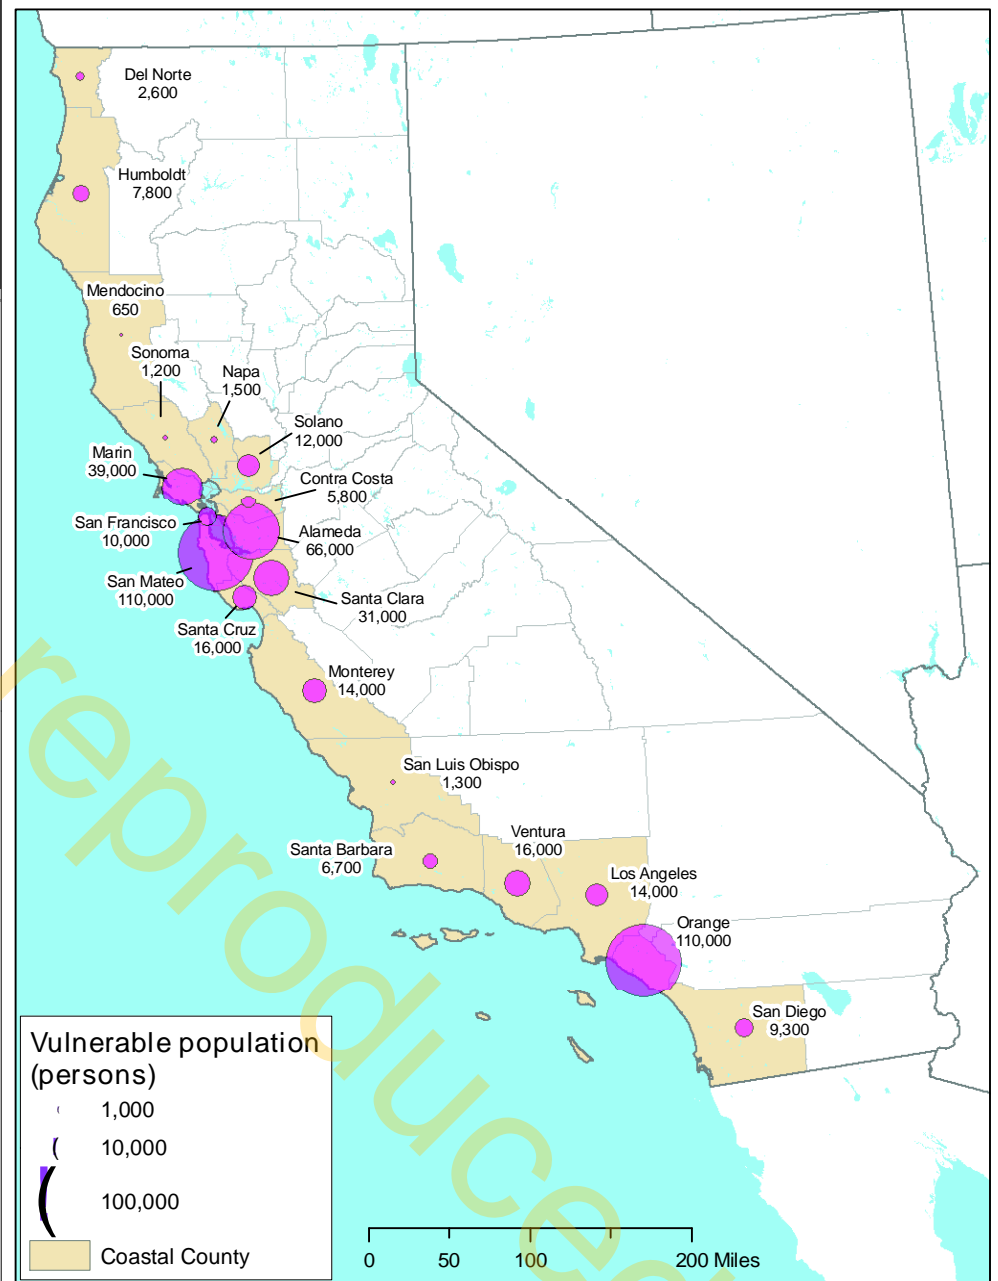 Del Norte
2,600
Humboldt
7,800
Mendocino
650
Sonoma
1,200
Napa
1,500
Solano
12,000
Marin
39,000
Contra Costa
5,800
San Francisco
10,000
Alameda
66,000
San Mateo
110,000
Santa Clara
31,000
Santa Cruz
16,000
Monterey
14,000
San Luis Obispo
1,300
Santa Barbara
6,700
Ventura
16,000
Los Angeles
14,000
Orange
110,000
San Diego
9,300
reproduce
Vulnerable population
(persons)
1,000
10,000
100,000
Coastal County
0 50 100 200 Miles